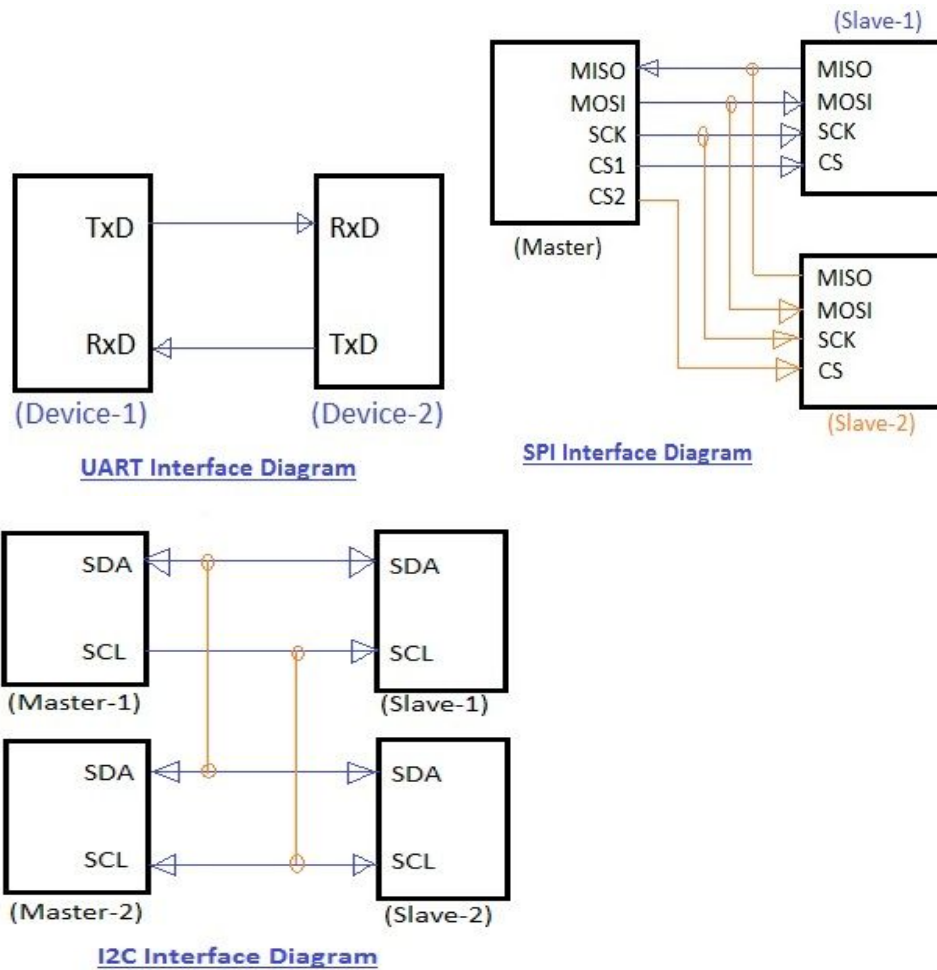 TxD
RxD
(Device-1)
RxD
TxD
(Device-2)
UART Interface Diagram
MISO
MOSI
SCK
CS1
CS2
(Master)
(Slave-1)
MISO
MOSI
SCK
CS
MISO
MOSI
SCK
CS
(Slave-2)
SPI Interface Diagram
SDA
SCL
(Master-1)
SDA
SCL
(Slave-1)
SDA
SCL
(Master-2)
SDA
SCL
(Slave-2)
I2C Interface Diagram